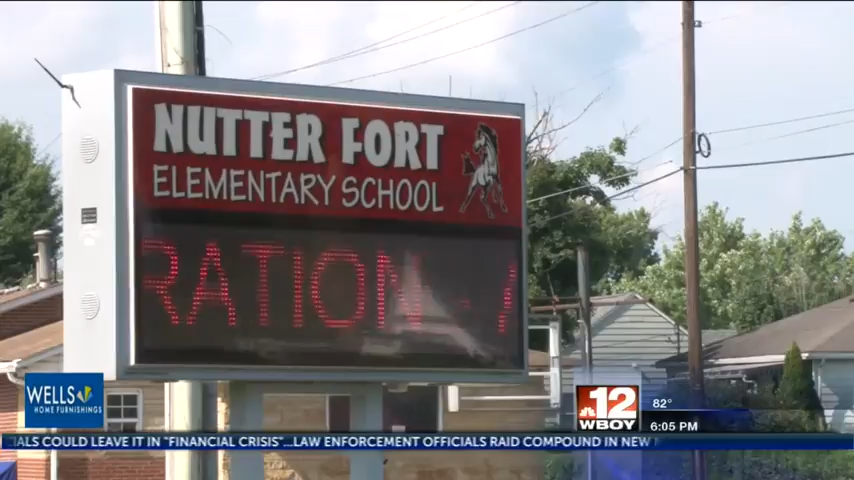 NUTTER FORT
ELEMENTARY SCHOOL
RATION -
WELLS
HOME FURNISHINGS
12
WBOY
82°
6:05 PM
IALS COULD LEAVE IT IN "FINANCIAL CRISIS"...LAW ENFORCEMENT OFFICIALS RAID COMPOUND IN NEW